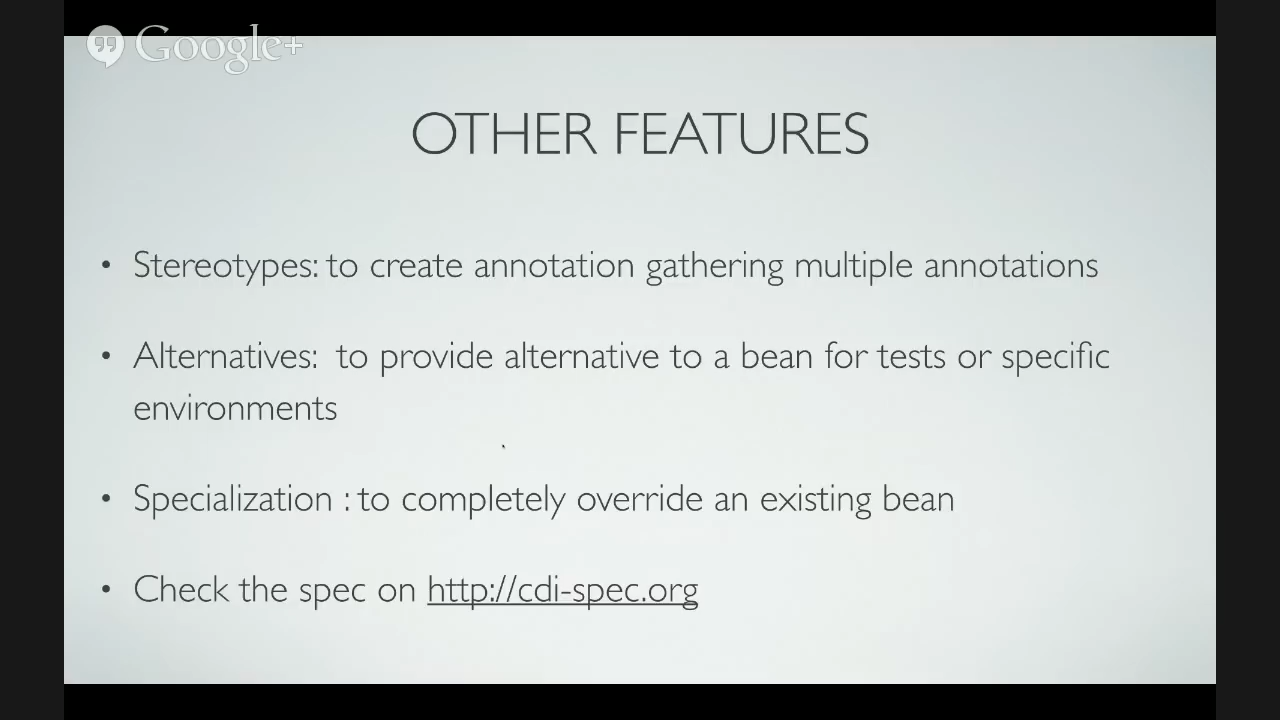 Google+
OTHER FEATURES
• Stereotypes: to create annotation gathering multiple annotations
• Alternatives: to provide alternative to a bean for tests or specific
environments
• Specialization : to completely override an existing bean
• Check the spec on http://cdi-spec.org